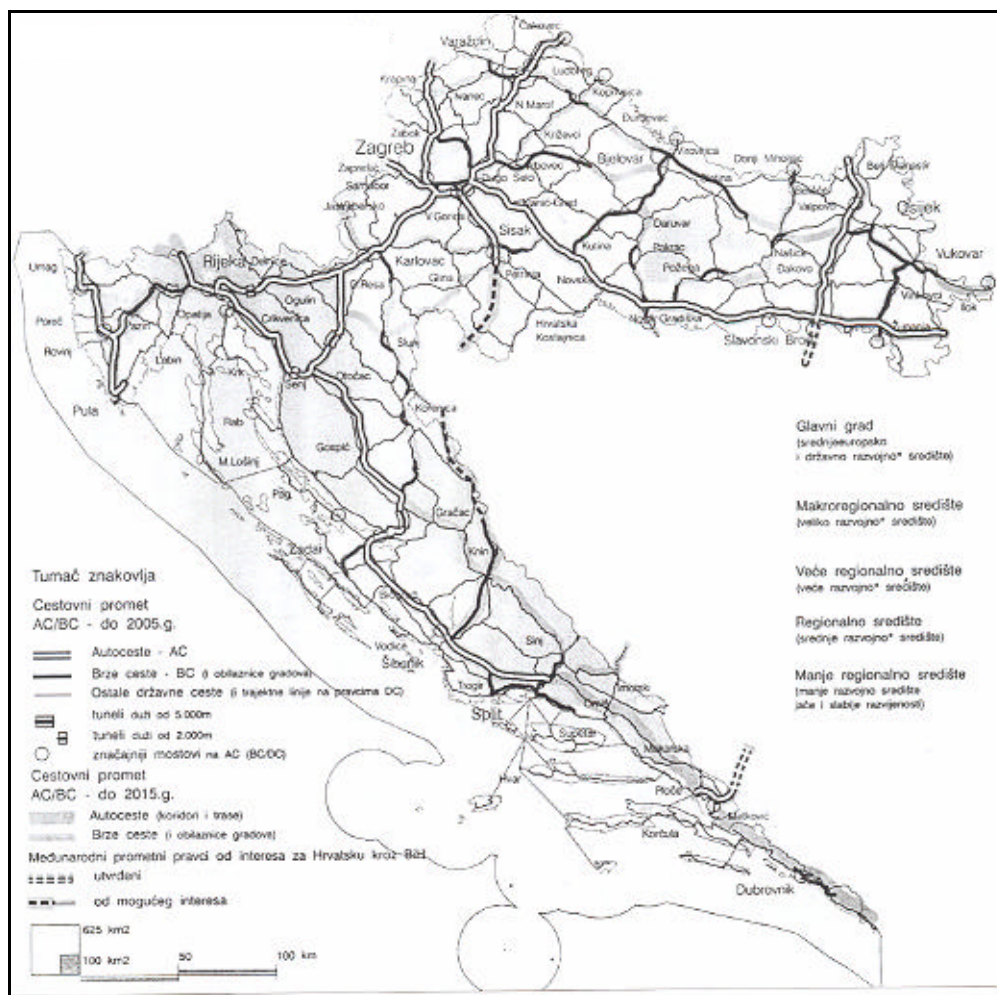 Čakovec
Varaždin
Ludbreg
Krapina
Koprivnica
Ivanec
N.Marof
Đurđevac
Zabok
Križevci
Zagreb
Bjelovar
Virovitica
Donji Miholjac
Zaprešić
Vrbovec
Beli Manastir
Samobor
Dugo Selo
Slatina
Jastrebarsko
Ivanić-Grad
Valpovo
Osijek
V.Gorica
Sisak
Daruvar
Umag
Rijeka
Delnice
Karlovac
Kutina
Pakrac
Našice
Vukovar
Glina
Petrinja
Požega
Đakovo
D.Resa
Novska
Ogulin
Vinkovci
Ilok
Poreč
Pazin
Opatija
Crikvenica
Hrvatska
Kostajnica
Nova Gradiška
Županja
Rovinj
Labin
Slunj
Slavonski Brod
Krk
Senj
Otočac
Pula
Korenica
Rab
Gospić
M.Lošinj
Pag
Gračac
Zadar
Knin
Sinj
Vodice
Šibenik
Trogir
Imotski
Omiš
Split
Supetar
Makarska
Hvar
Ploče
Metković
Korčula
Dubrovnik
Glavni grad
(srednjeeuropsko
i državno razvojno* središte)
Makroregionalno središte
(veliko razvojno* središte)
Veće regionalno središte
(veće razvojno* središte)
Regionalno središte
(srednje razvojno* središte)
Manje regionalno središte
(manje razvojno središte
jače i slabije razvijenosti)
Tumač znakovlja
Cestovni promet
AC/BC - do 2005.g.
Autoceste - AC
Brze ceste - BC (i obilaznice gradova)
Ostale državne ceste (i trajektne linije na pravcima DC)
tuneli duži od 5.000m
tuneli duži od 2.000m
značajniji mostovi na AC (BC/DC)
Cestovni promet
AC/BC - do 2015.g.
Autoceste (koridori i trase)
Brze ceste (i obilaznice gradova)
Međunarodni prometni pravci od interesa za Hrvatsku kroz BiH
utvrđeni
od mogućeg interesa
625 km2
100 km2
50
100 km